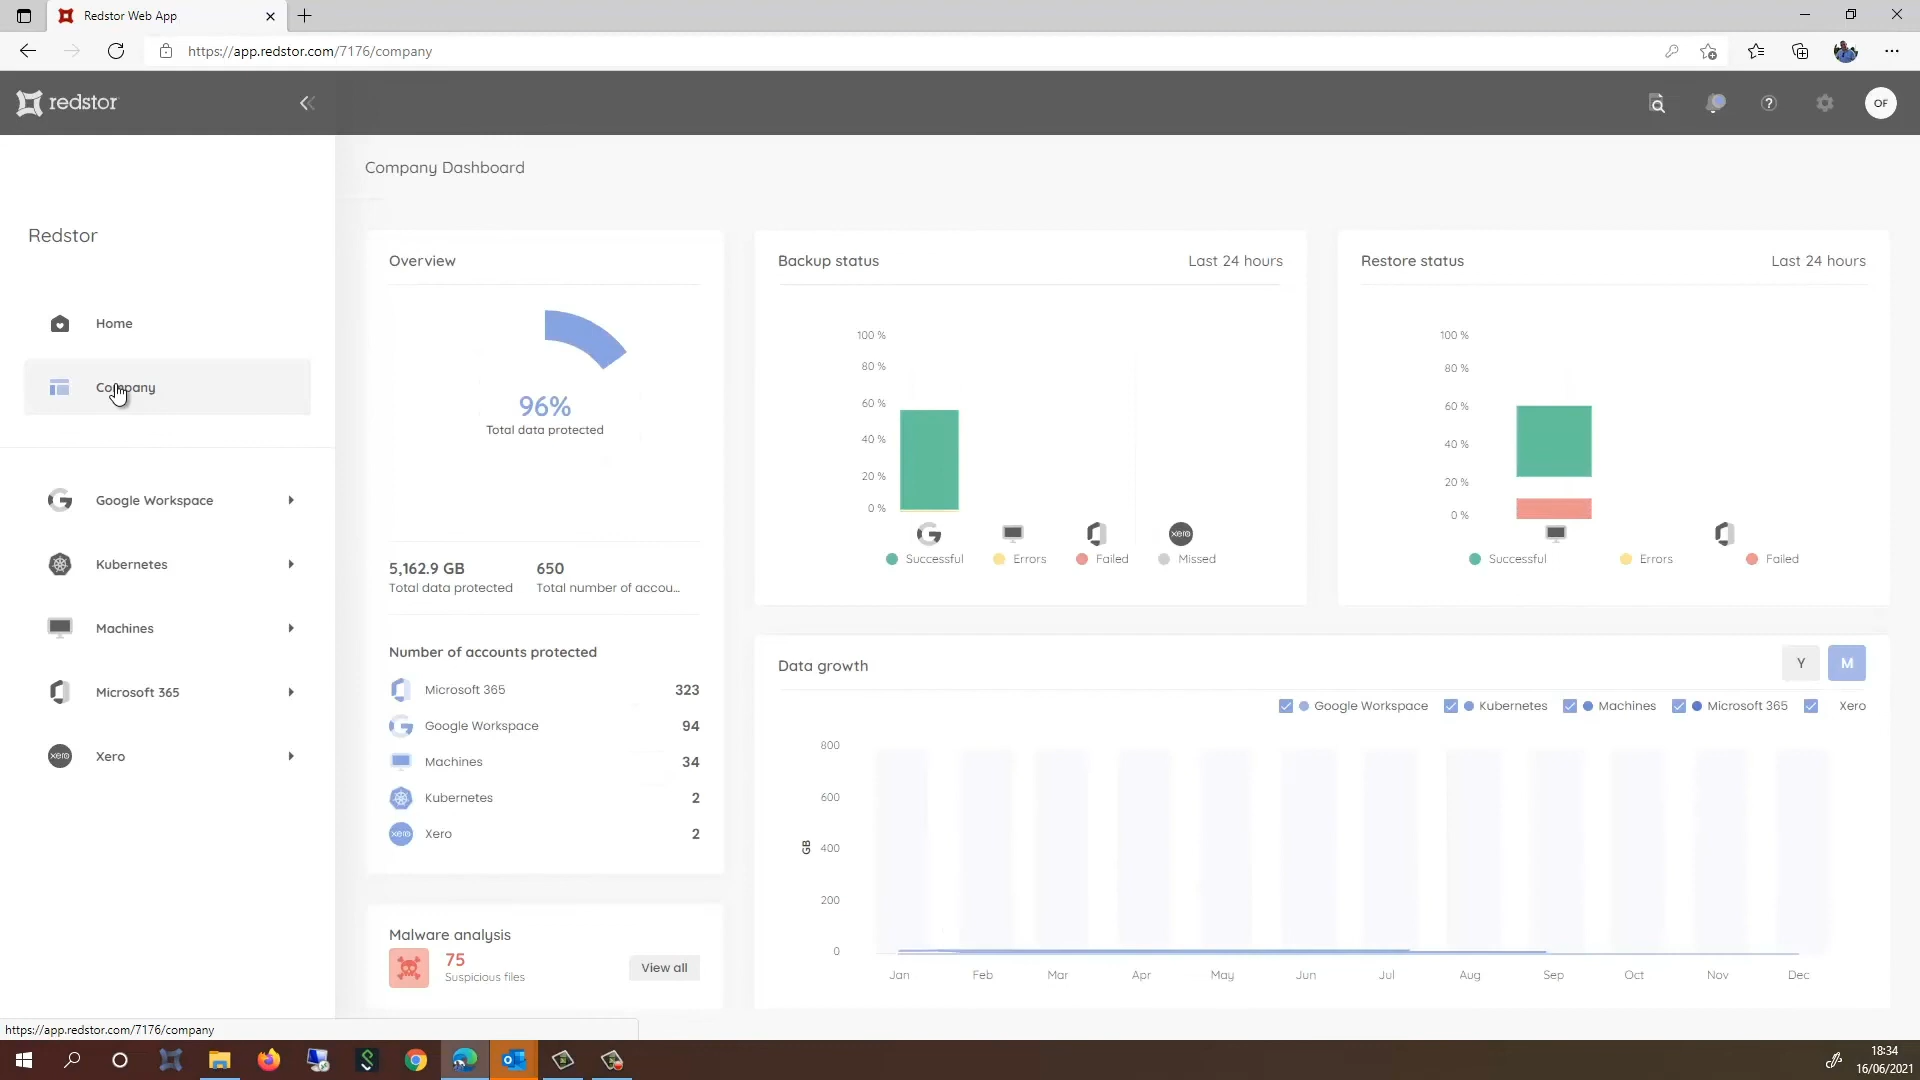 Redstor Web App
https://app.redstor.com/7176/company
redstor
OF
Company Dashboard
Redstor
Home
Company
Google Workspace
Kubernetes
Machines
Microsoft 365
xero Xero
Overview
96%
Total data protected
5,162.9 GB
Total data protected
650
Total number of accou...
Number of accounts protected
Microsoft 365 323
Google Workspace 94
Machines 34
Kubernetes 2
xero Xero 2
Malware analysis
75
Suspicious files
View all
Backup status Last 24 hours
100 %
80 %
60 %
40 %
20 %
0 %
xero
Successful Errors Failed Missed
Restore status Last 24 hours
100 %
80 %
60 %
40 %
20 %
0 %
Successful Errors Failed
Data growth Y M
Google Workspace Kubernetes Machines Microsoft 365 Xero
800
600
GB 400
200
0
Jan Feb Mar Apr May Jun Jul Aug Sep Oct Nov Dec
https://app.redstor.com/7176/company
18:34
16/06/2021